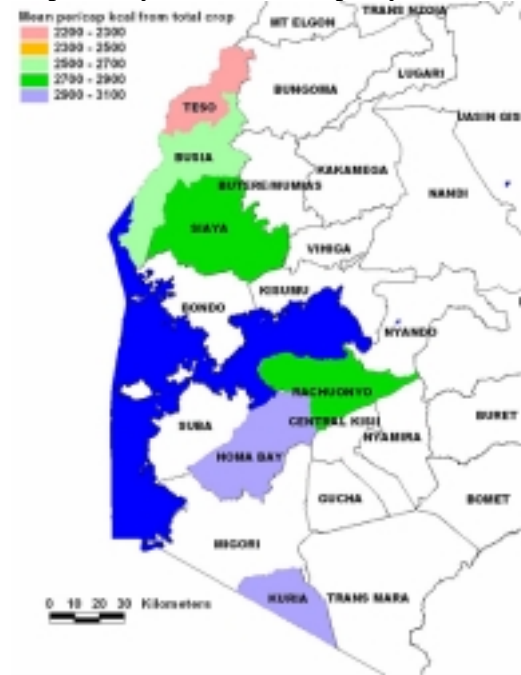 Mean percap kcal from total crop
2200 - 2300
2300 - 2500
2500 - 2700
2700 - 2900
2900 - 3100
MT ELGON
TRANS NZOIA
LUGARI
BUNGOMA
TESO
UASIN GIS
BUSIA
KAKAMEGA
BUTERE/MUMIAS
NANDI
SIAYA
VIHIGA
KISUMU
BONDO
NYANDO
RACHUONYO
CENTRAL KISII
SUBA
NYAMIRA
BURET
HOMA BAY
GUCHA
BOMET
MIGORI
KURIA
TRANS MARA
0 10 20 30 Kilometers